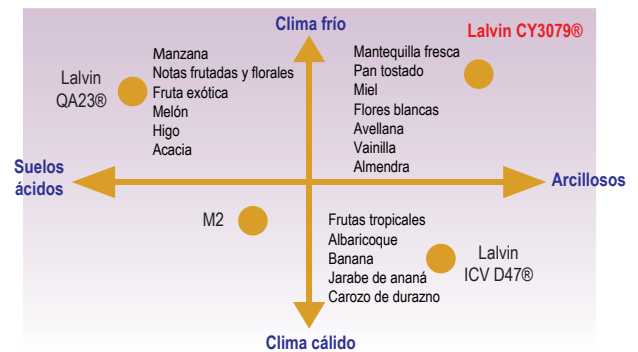 Clima frío
Lalvin CY3079®
Lalvin
QA23®
Manzana
Notas frutadas y florales
Fruta exótica
Melón
Higo
Acacia
Mantequilla fresca
Pan tostado
Miel
Flores blancas
Avellana
Vainilla
Almendra
Suelos
ácidos
Arcillosos
M2
Frutas tropicales
Albaricoque
Banana
Jarabe de ananá
Carozo de durazno
Lalvin
ICV D47®
Clima cálido